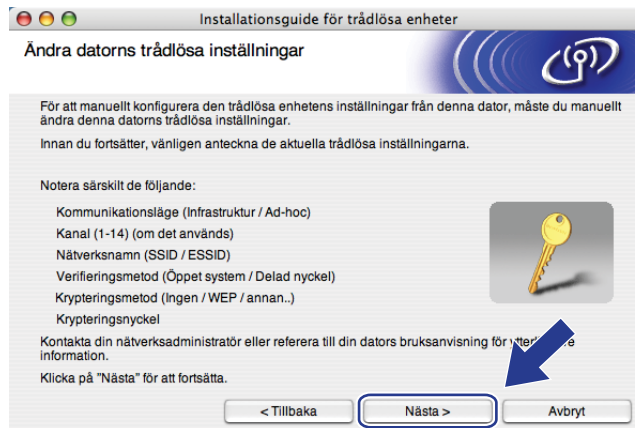 Installationsguide för trådlösa enheter
Ändra datorns trådlösa inställningar
För att manuellt konfigurera den trådlösa enhetens inställningar från denna dator, måste du manuellt
ändra denna datorns trådlösa inställningar.
Innan du fortsätter, vänligen anteckna de aktuella trådlösa inställningarna.
Notera särskilt de följande:
Kommunikationsläge (Infrastruktur / Ad-hoc)
Kanal (1-14) (om det används)
Nätverksnamn (SSID / ESSID)
Verifieringsmetod (Öppet system / Delad nyckel)
Krypteringsmetod (Ingen / WEP / annan..)
Krypteringsnyckel
Kontakta din nätverksadministratör eller referera till din dators bruksanvisning för
information.
Klicka på "Nästa" för att fortsätta.
< Tillbaka
Nästa >
Avbryt